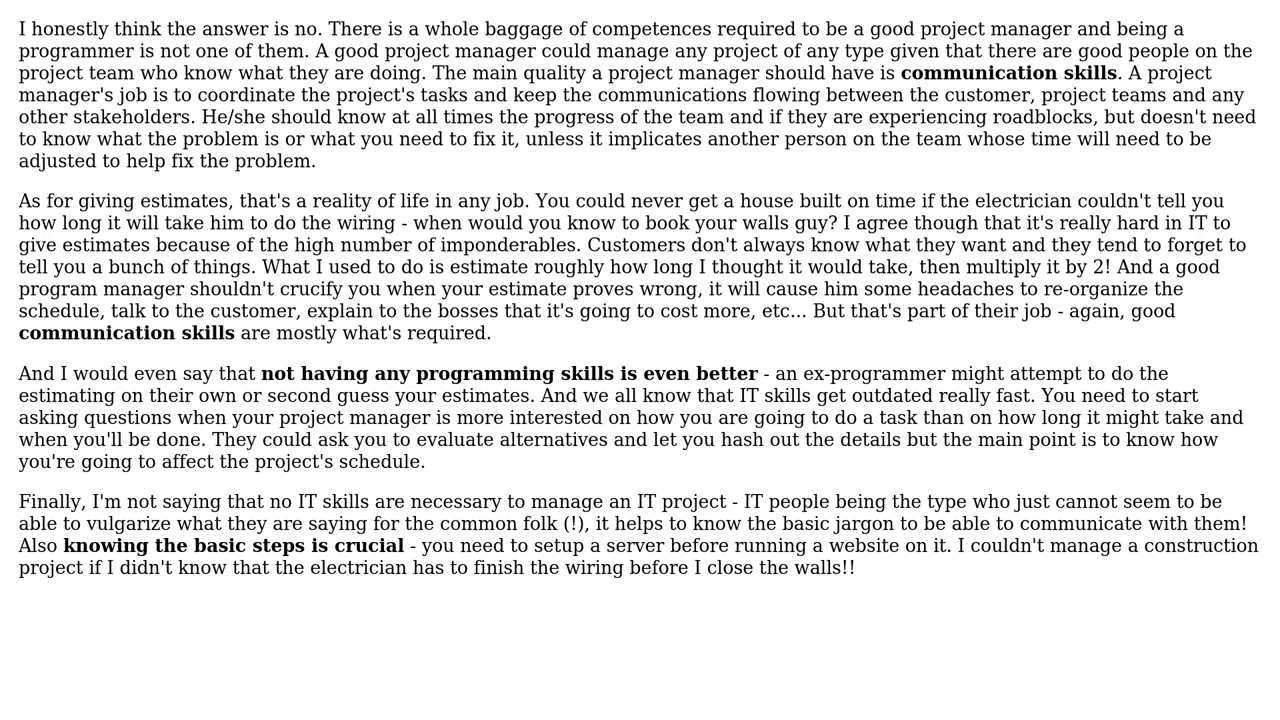 I honestly think the answer is no. There is a whole baggage of competences required to be a good project manager and being a
programmer is not one of them. A good project manager could manage any project of any type given that there are good people on the
project team who know what they are doing. The main quality a project manager should have is communication skills. A project
manager's job is to coordinate the project's tasks and keep the communications flowing between the customer, project teams and any
other stakeholders. He/she should know at all times the progress of the team and if they are experiencing roadblocks, but doesn't need
to know what the problem is or what you need to fix it, unless it implicates another person on the team whose time will need to be
adjusted to help fix the problem.
As for giving estimates, that's a reality of life in any job. You could never get a house built on time if the electrician couldn't tell you
how long it will take him to do the wiring - when would you know to book your walls guy? I agree though that it's really hard in IT to
give estimates because of the high number of imponderables. Customers don't always know what they want and they tend to forget to
tell you a bunch of things. What I used to do is estimate roughly how long I thought it would take, then multiply it by 2! And a good
program manager shouldn't crucify you when your estimate proves wrong, it will cause him some headaches to re-organize the
schedule, talk to the customer, explain to the bosses that it's going to cost more, etc... But that's part of their job - again, good
communication skills are mostly what's required.
And I would even say that not having any programming skills is even better - an ex-programmer might attempt to do the
estimating on their own or second guess your estimates. And we all know that IT skills get outdated really fast. You need to start
asking questions when your project manager is more interested on how you are going to do a task than on how long it might take and
when you'll be done. They could ask you to evaluate alternatives and let you hash out the details but the main point is to know how
you're going to affect the project's schedule.
Finally, I'm not saying that no IT skills are necessary to manage an IT project - IT people being the type who just cannot seem to be
able to vulgarize what they are saying for the common folk (!), it helps to know the basic jargon to be able to communicate with them!
Also knowing the basic steps is crucial - you need to setup a server before running a website on it. I couldn't manage a construction
project if I didn't know that the electrician has to finish the wiring before I close the walls!!